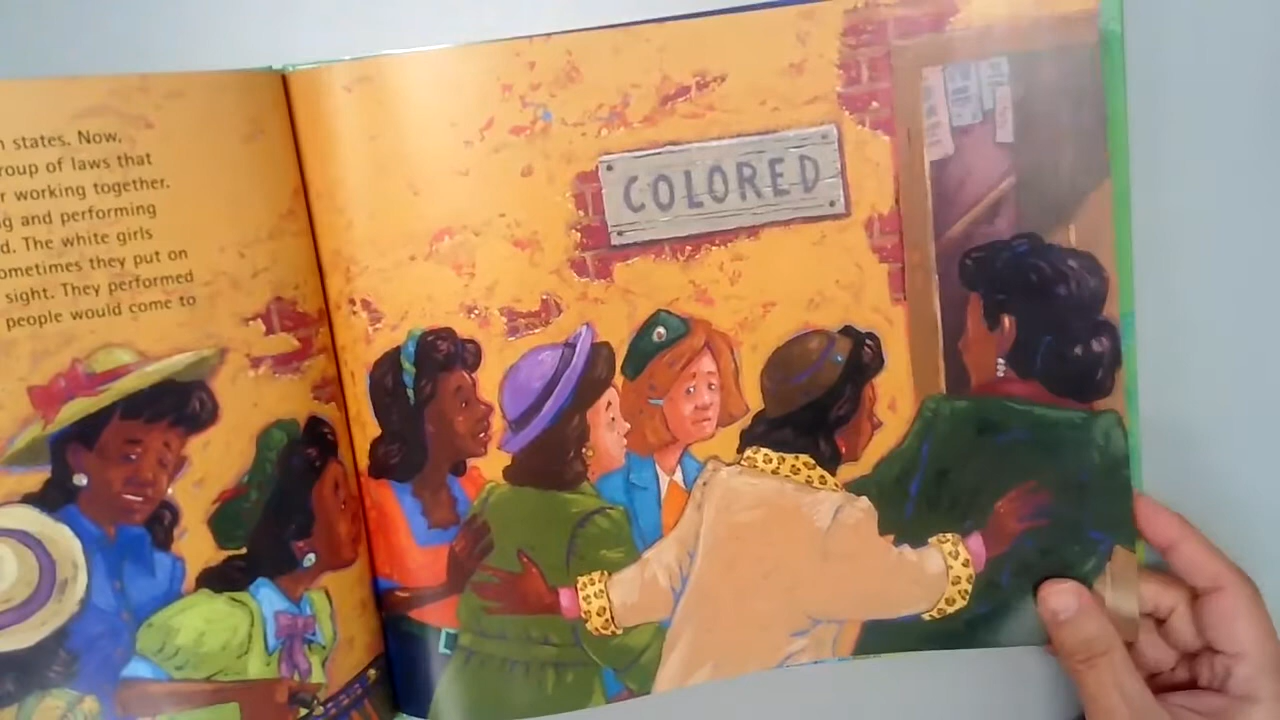 states. Now,
roup of laws that
r working together.
g and performing
d. The white girls
ometimes they put on
sight. They performed
people would come to
COLORED